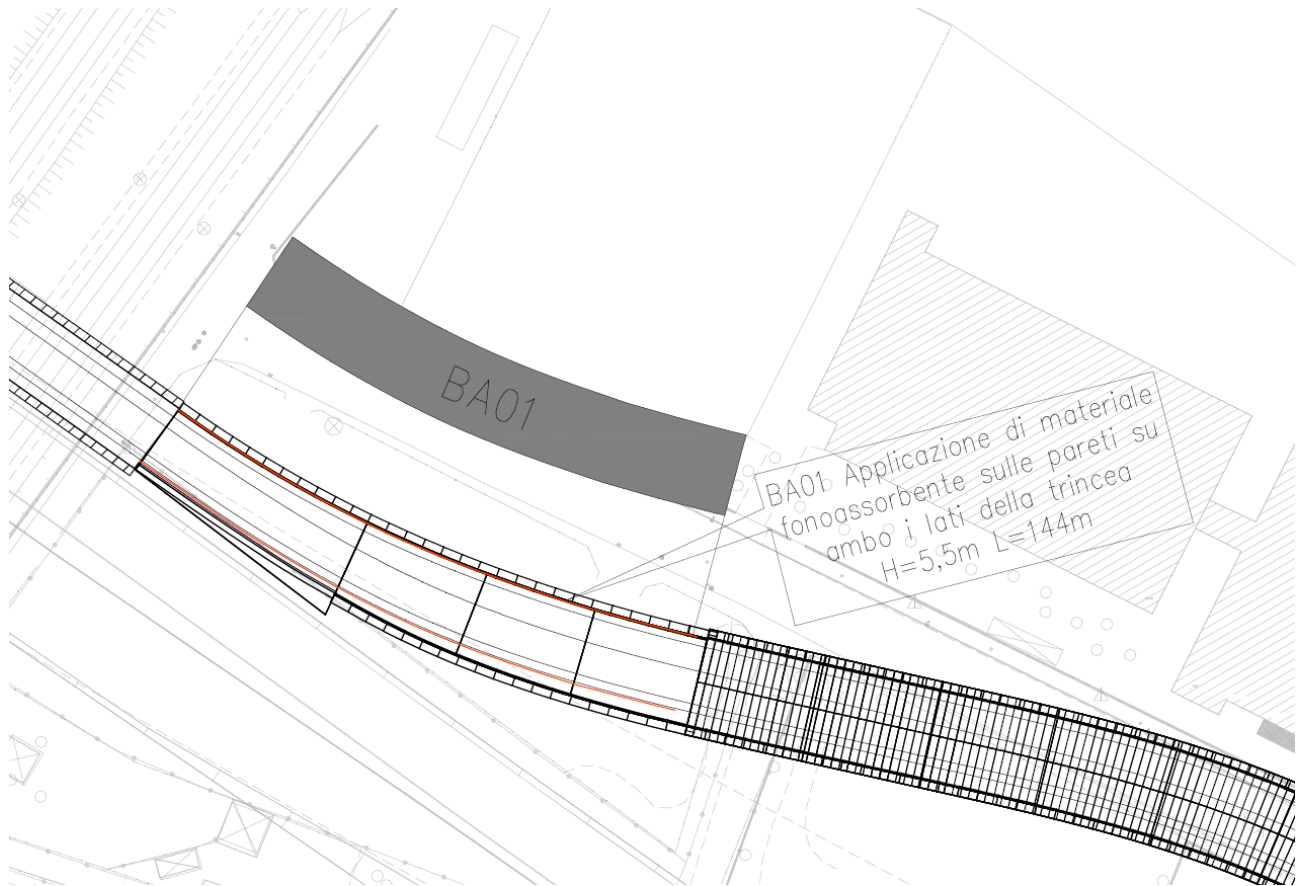 BA01
BA01 Applicazione di materiale
fonoassorbente sulle pareti su
ambo i lati della trincea
H=5,5m L=144m